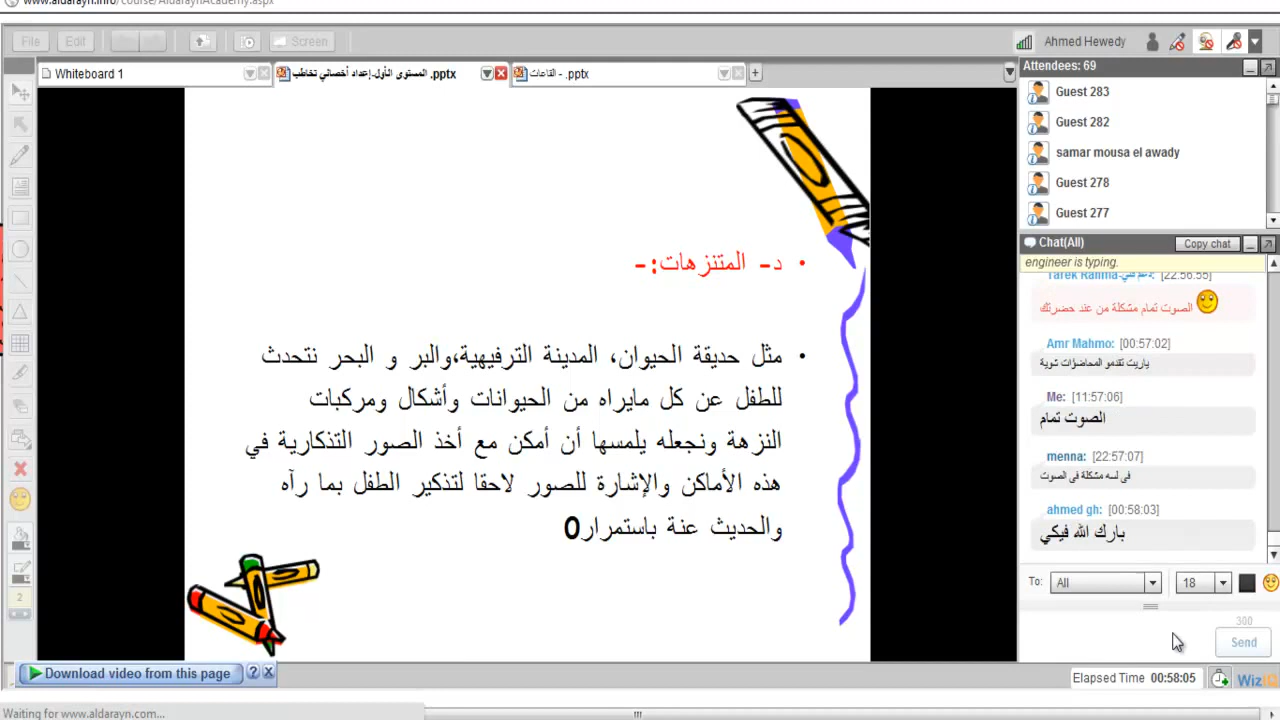 www.aldarayn.info/course/AldaraynAcademy.aspx
File Edit Screen
Ahmed Hewedy
Whiteboard 1
المستوى الأول.إعداد أخصائي تخاطب .pptx
القاعات - .pptx
د- المتنزهات:-
مثل حديقة الحيوان، المدينة الترفيهية،والبر و البحر نتحدث
للطفل عن كل مايراه من الحيوانات وأشكال ومركبات
النزهة ونجعله يلمسها أن أمكن مع أخذ الصور التذكارية في
هذه الأماكن والإشارة للصور لاحقا لتذكير الطفل بما رآه
والحديث عنة باستمرار0
Attendees: 69
Guest 283
Guest 282
samar mousa el awady
Guest 278
Guest 277
Chat(All)
Copy chat
engineer is typing.
Tarek Rahma-دعم فني: [22:56:55]
الصوت تمام مشكلة من عند حضرتك
Amr Mahmo: [00:57:02]
ياريت تقدمو المحاضرات شوية
Me: [11:57:06]
الصوت تمام
menna: [22:57:07]
فى لسه مشكلة فى الصوت
ahmed gh: [00:58:03]
بارك الله فيكي
To: All 18
300
Send
Elapsed Time 00:58:05
WizIQ
2
Download video from this page ?
Waiting for www.aldarayn.com...